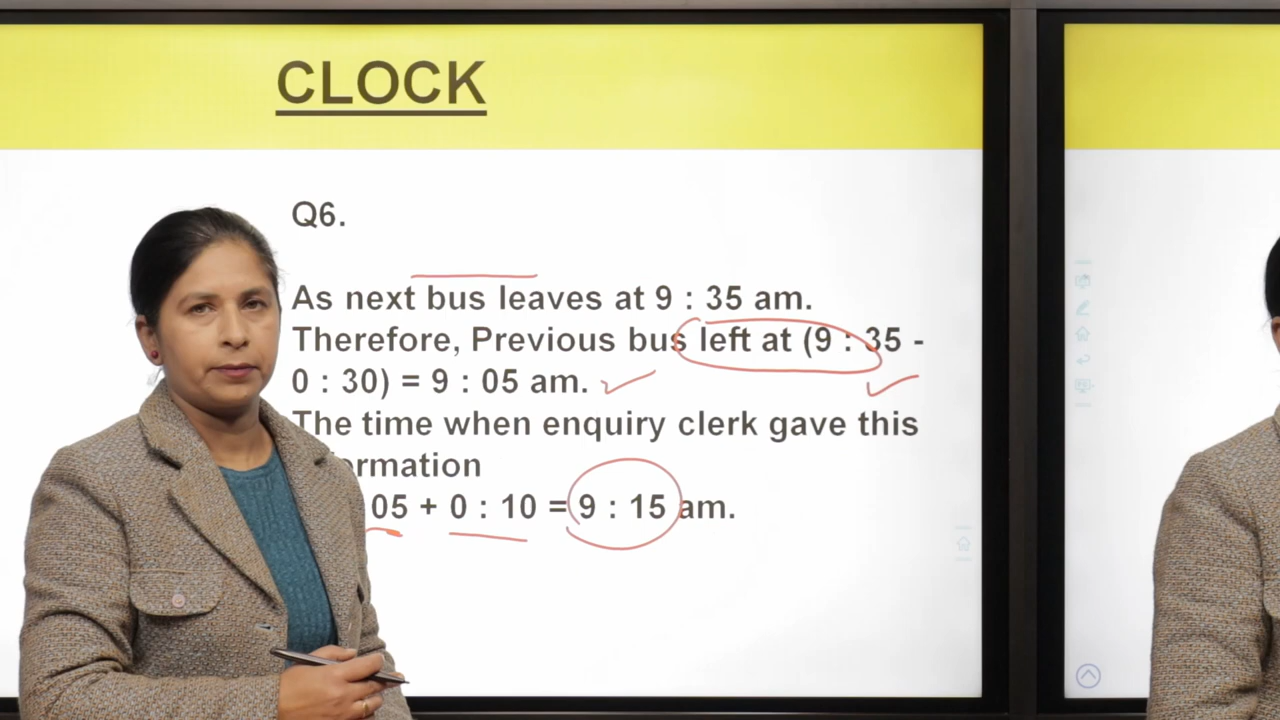 CLOCK
Q6.
As next bus leaves at 9 : 35 am.
Therefore, Previous bus left at (9 : 35 -
0 : 30) = 9 : 05 am.
The time when enquiry clerk gave this
ormation
05 + 0 : 10 = 9 : 15 am.